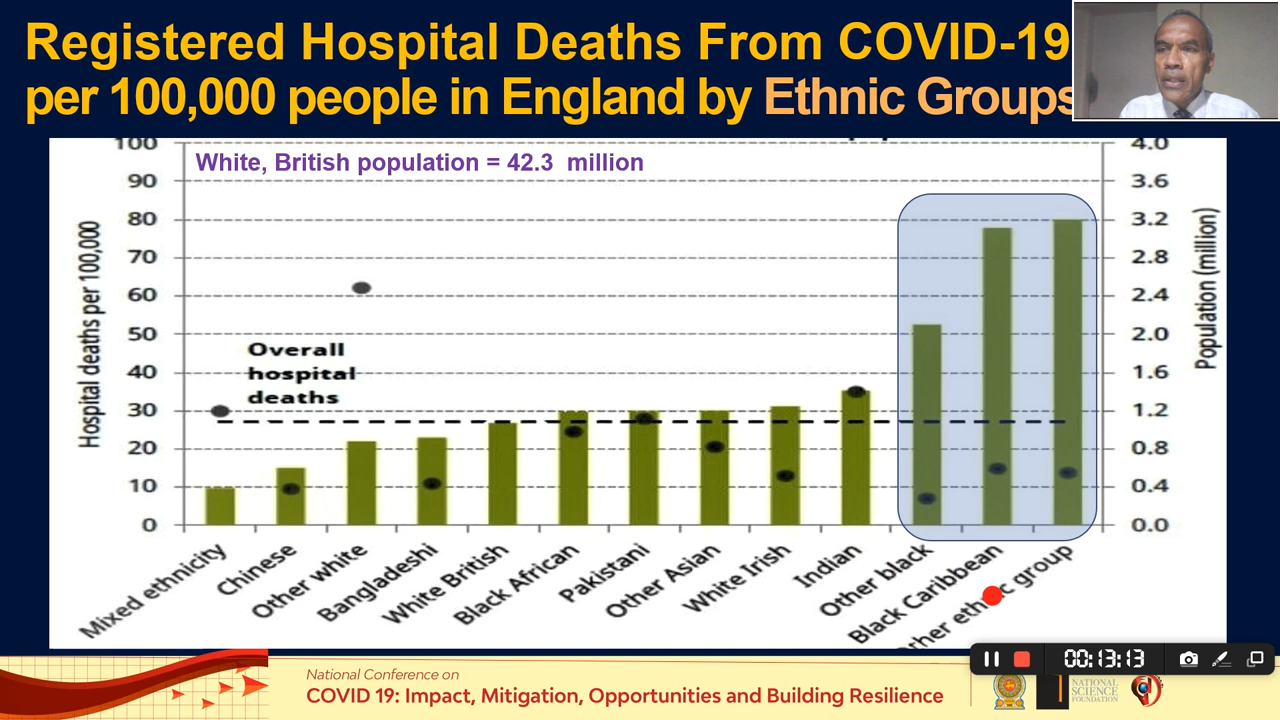 Registered Hospital Deaths From COVID-19
per 100,000 people in England by Ethnic Groups
White, British population = 42.3 million
100
90
80
70
60
50
40
30
20
10
0
Hospital deaths per 100,000
Overall
hospital
deaths
4.0
3.6
3.2
2.8
2.4
2.0
1.6
1.2
0.8
0.4
0.0
Population (million)
Mixed ethnicity
Chinese
Other white
Bangladeshi
White British
Black African
Pakistani
Other Asian
White Irish
Indian
Other black
Black Caribbean
group
00:13:13
National Conference on
COVID 19: Impact, Mitigation, Opportunities and Building Resilience
NATIONAL
SCIENCE
FOUNDATION